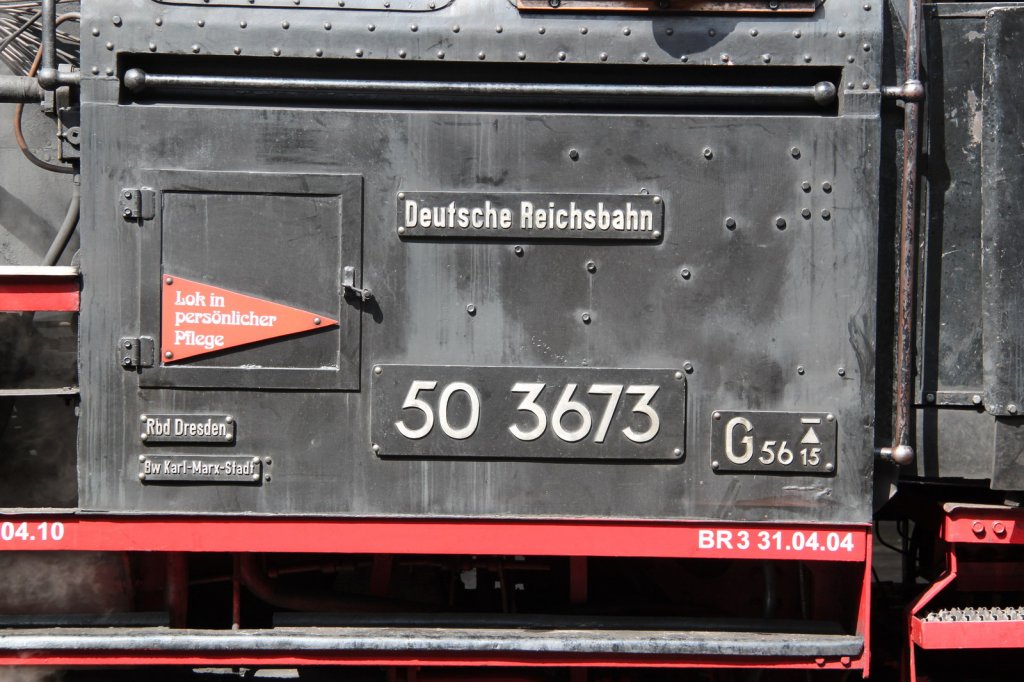 Deutsche Reichsbahn
Lok in
persönlicher
Pflege
50 3673
Rbd Dresden
Bw Karl-Marx-Stadt
G 56 15
04.10
BR3 31.04.04